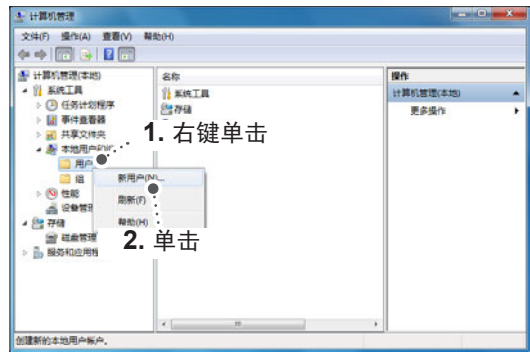 计算机管理
文件(F) 操作(A) 查看(V) 帮助(H)
计算机管理(本地)
系统工具
任务计划程序
事件查看器
共享文件夹
本地用户和组
用户
组
性能
设备管理
存储
磁盘管理
服务和应用程
名称
系统工具
存储
操作
计算机管理(本地)
更多操作
新用户(N)...
刷新(F)
帮助(H)
1. 右键单击
2. 单击
创建新的本地用户帐户。